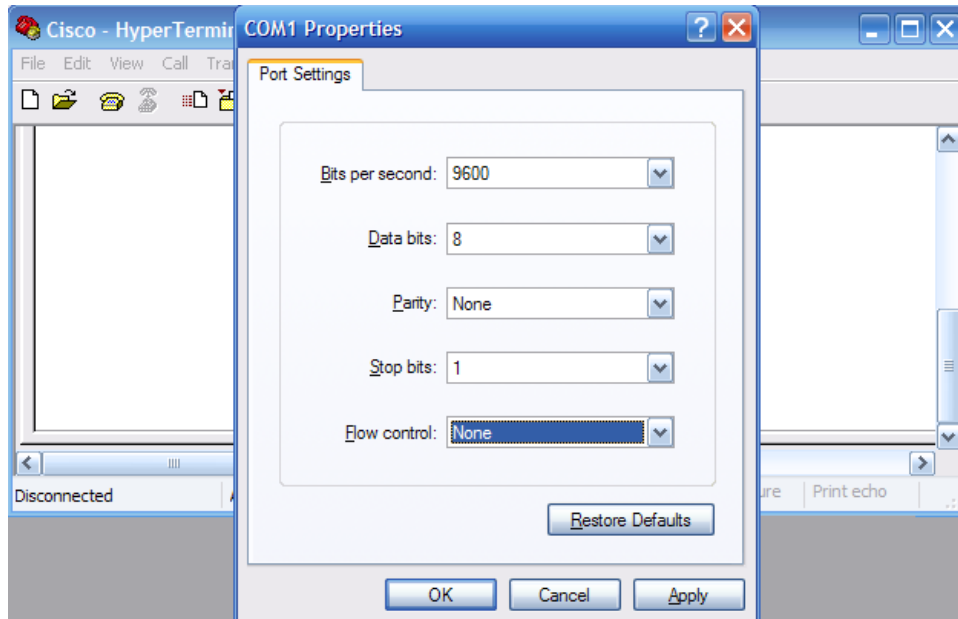 Cisco - HyperTermin
File Edit View Call Tra
COM1 Properties
Port Settings
Bits per second: 9600
Data bits: 8
Parity: None
Stop bits: 1
Flow control: None
Restore Defaults
OK Cancel Apply
Disconnected
ure
Print echo